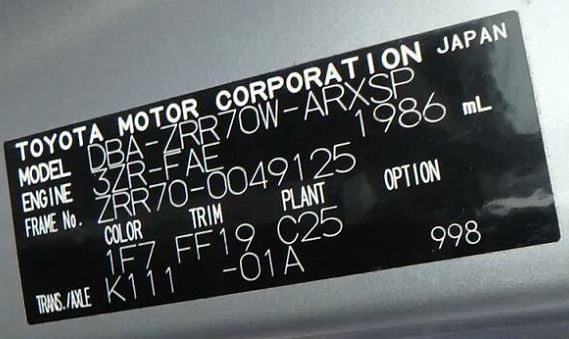 TOYOTA MOTOR CORPORATION JAPAN
MODEL DBA-ZRR70W-ARXSP
ENGINE 3ZR-FAE 1986 mL
FRAME No. ZRR70-0049125
COLOR TRIM PLANT OPTION
1F7 FF19 C25
TRANS./AXLE K111 -01A 998